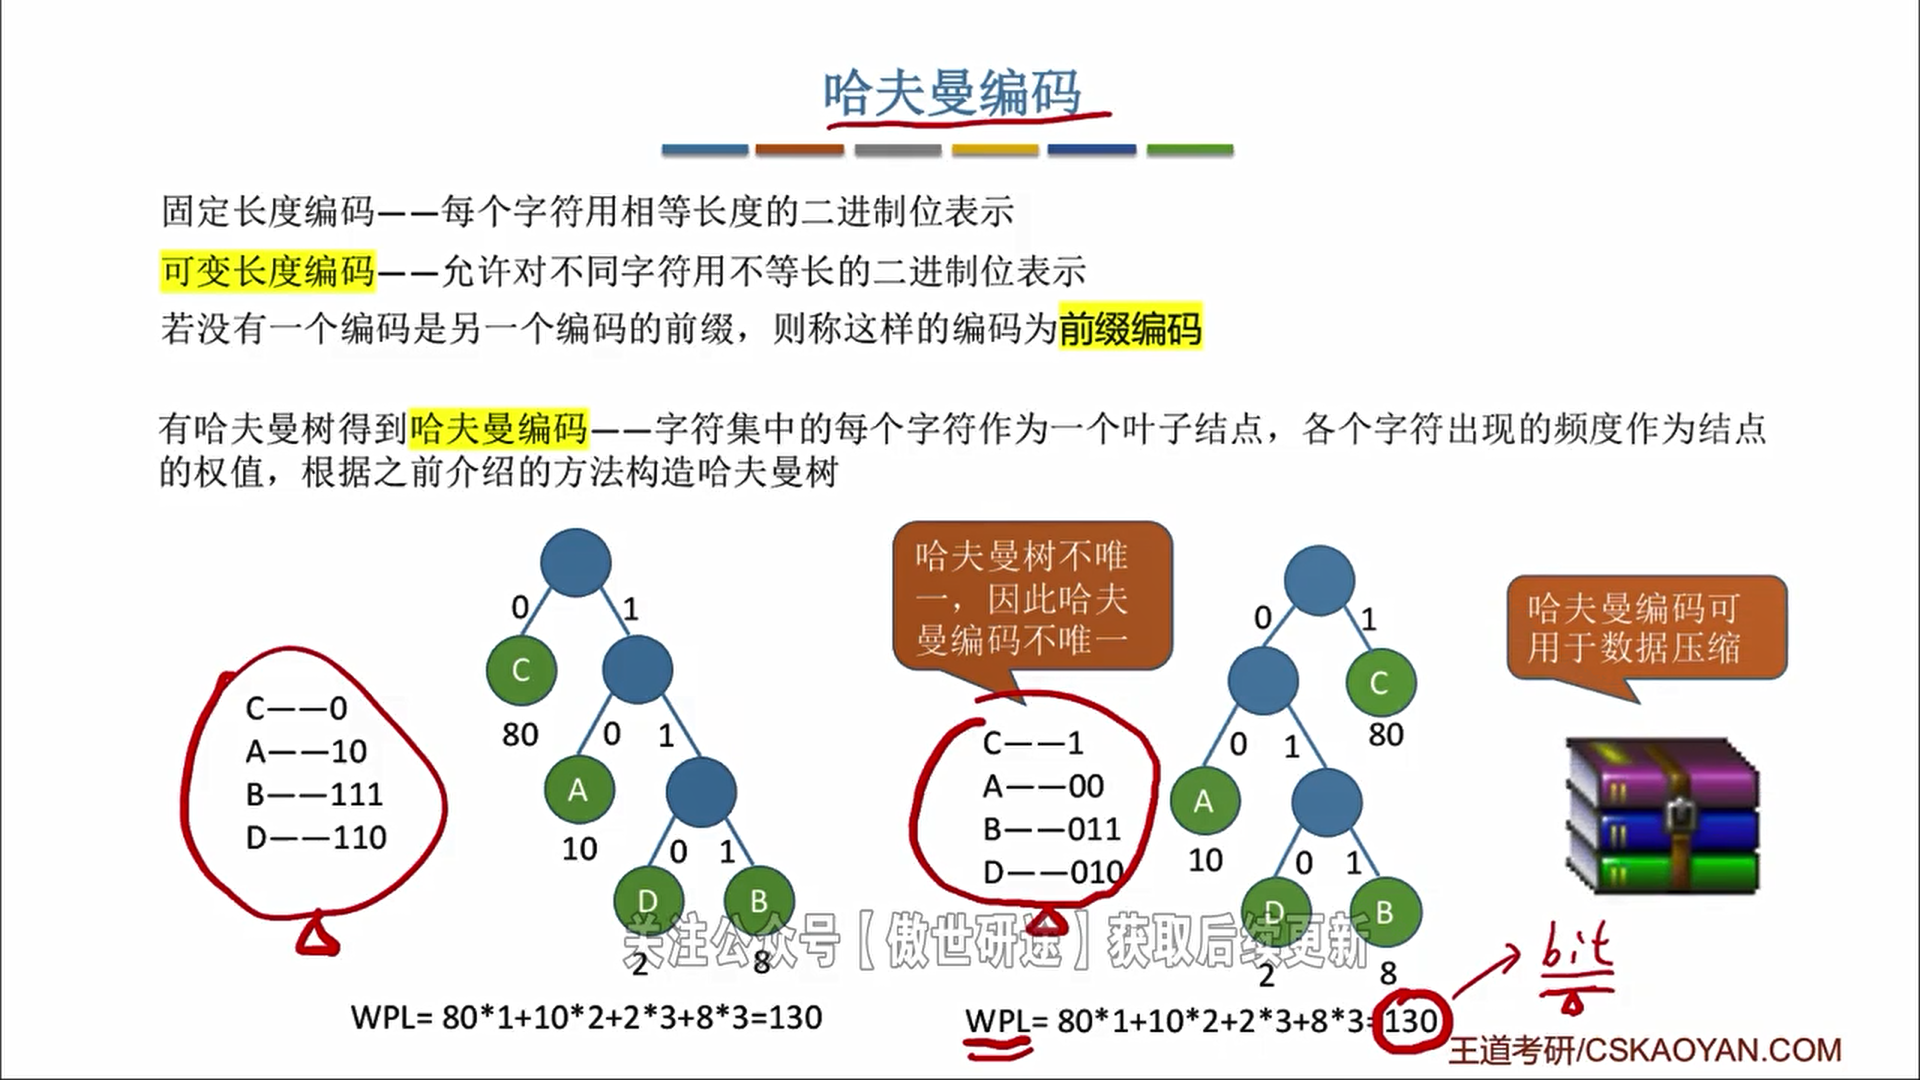 哈夫曼编码
固定长度编码——每个字符用相等长度的二进制位表示
可变长度编码——允许对不同字符用不等长的二进制位表示
若没有一个编码是另一个编码的前缀，则称这样的编码为前缀编码
有哈夫曼树得到哈夫曼编码——字符集中的每个字符作为一个叶子结点，各个字符出现的频度作为结点
的权值，根据之前介绍的方法构造哈夫曼树
C——0
A——10
B——111
D——110
0 1
C
80
0 1
A
10
0 1
D B
2 8
WPL= 80*1+10*2+2*3+8*3=130
哈夫曼树不唯
一，因此哈夫
曼编码不唯一
C——1
A——00
B——011
D——010
0 1
C
80
0 1
A
10
0 1
D B
2 8
WPL= 80*1+10*2+2*3+8*3=130
哈夫曼编码可
用于数据压缩
bit
关注公众号【傲世研途】获取后续更新
王道考研/CSKAOYAN.COM